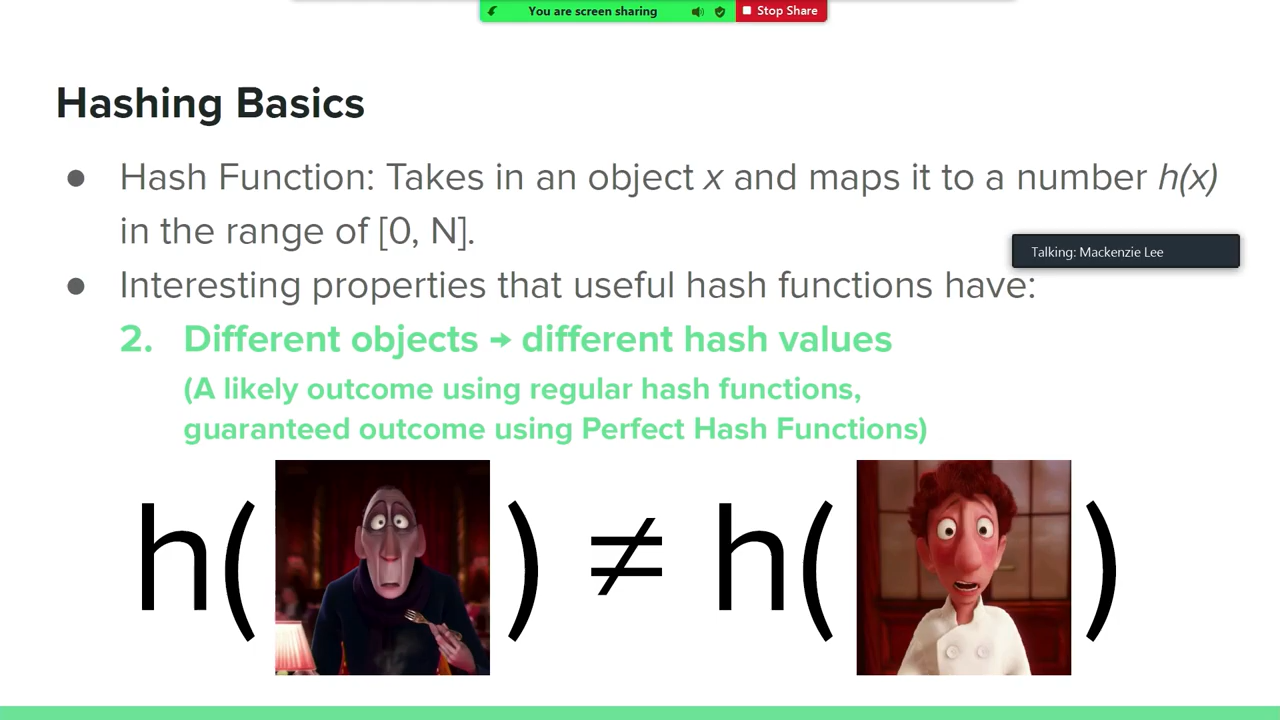 You are screen sharing
Stop Share
Hashing Basics
● Hash Function: Takes in an object x and maps it to a number h(x)
in the range of [0, N].
Talking: Mackenzie Lee
● Interesting properties that useful hash functions have:
2. Different objects → different hash values
(A likely outcome using regular hash functions,
guaranteed outcome using Perfect Hash Functions)
h( ) ≠ h( )